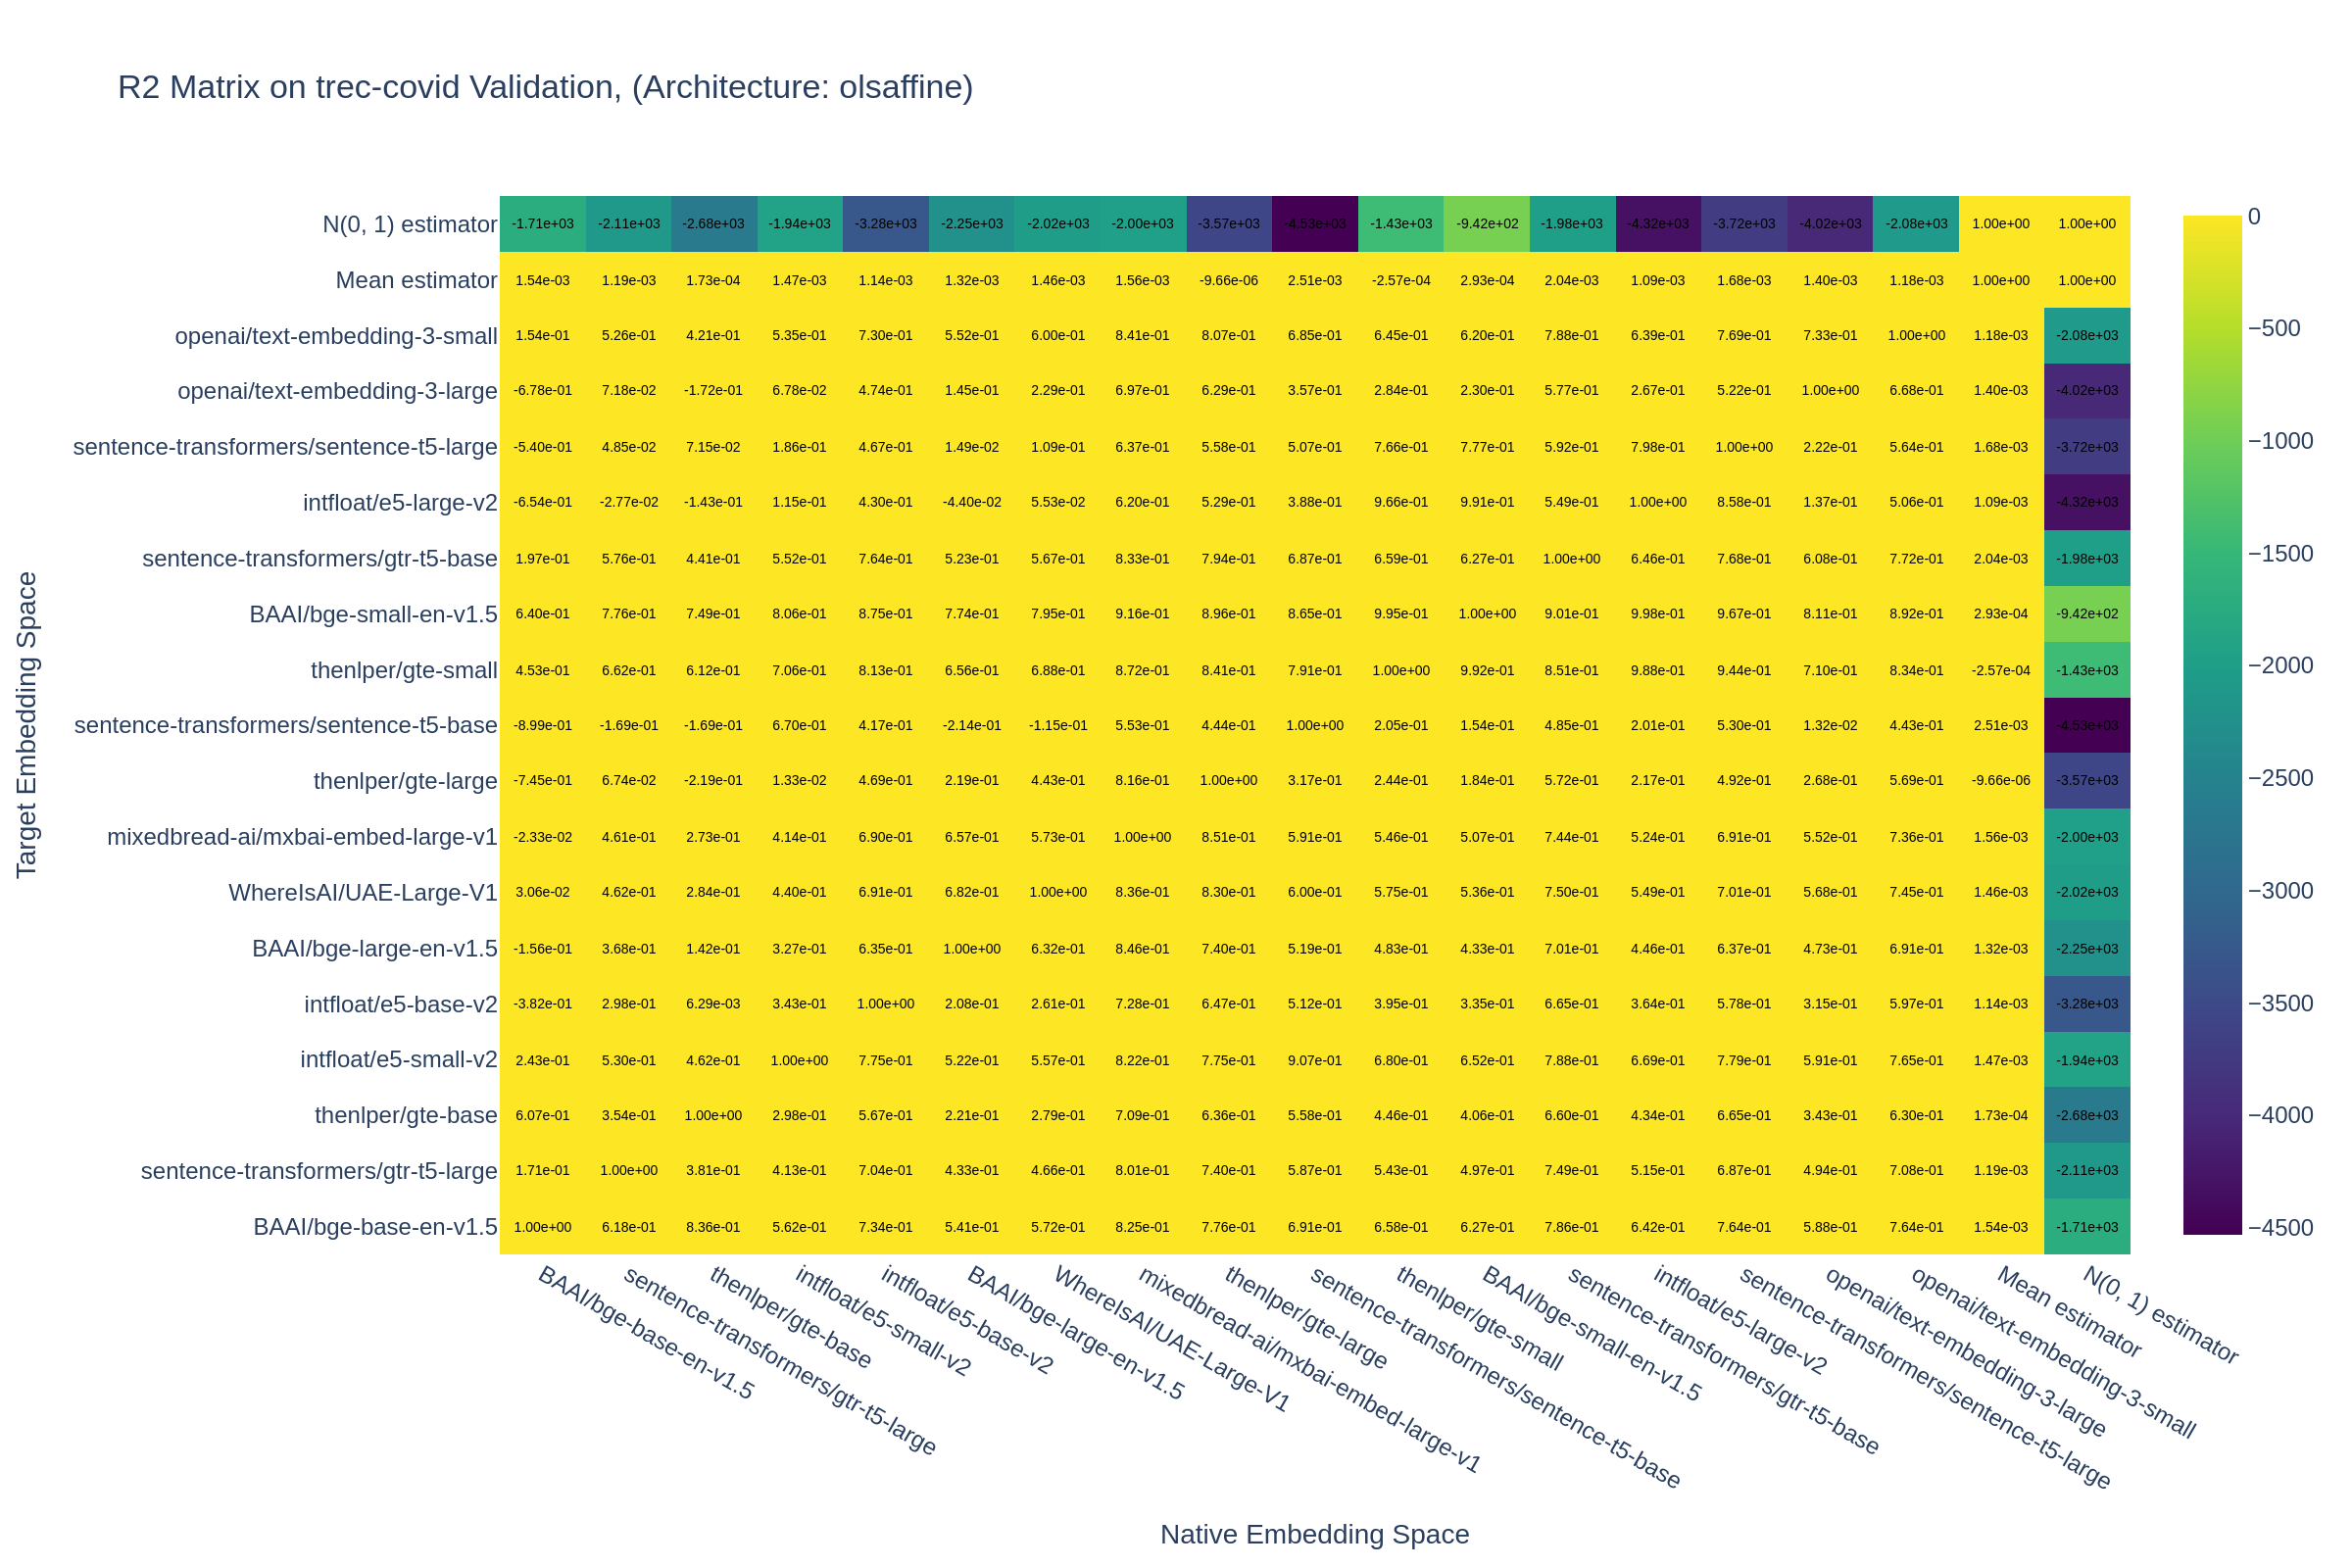 R2 Matrix on trec-covid Validation, (Architecture: olsaffine)
N(0, 1) estimator -1.71e+03 -2.11e+03 -2.68e+03 -1.94e+03 -3.28e+03 -2.25e+03 -2.02e+03 -2.00e+03 -3.57e+03 -4.53e+03 -1.43e+03 -9.42e+02 -1.98e+03 -4.32e+03 -3.72e+03 -4.02e+03 -2.08e+03 1.00e+00 1.00e+00
Mean estimator 1.54e-03 1.19e-03 1.73e-04 1.47e-03 1.14e-03 1.32e-03 1.46e-03 1.56e-03 -9.66e-06 2.51e-03 -2.57e-04 2.93e-04 2.04e-03 1.09e-03 1.68e-03 1.40e-03 1.18e-03 1.00e+00 1.00e+00
openai/text-embedding-3-small 1.54e-01 5.26e-01 4.21e-01 5.35e-01 7.30e-01 5.52e-01 6.00e-01 8.41e-01 8.07e-01 6.85e-01 6.45e-01 6.20e-01 7.88e-01 6.39e-01 7.69e-01 7.33e-01 1.00e+00 1.18e-03 -2.08e+03
openai/text-embedding-3-large -6.78e-01 7.18e-02 -1.72e-01 6.78e-02 4.74e-01 1.45e-01 2.29e-01 6.97e-01 6.29e-01 3.57e-01 2.84e-01 2.30e-01 5.77e-01 2.67e-01 5.22e-01 1.00e+00 6.68e-01 1.40e-03 -4.02e+03
sentence-transformers/sentence-t5-large -5.40e-01 4.85e-02 7.15e-02 1.86e-01 4.67e-01 1.49e-02 1.09e-01 6.37e-01 5.58e-01 5.07e-01 7.66e-01 7.77e-01 5.92e-01 7.98e-01 1.00e+00 2.22e-01 5.64e-01 1.68e-03 -3.72e+03
intfloat/e5-large-v2 -6.54e-01 -2.77e-02 -1.43e-01 1.15e-01 4.30e-01 -4.40e-02 5.53e-02 6.20e-01 5.29e-01 3.88e-01 9.66e-01 9.91e-01 5.49e-01 1.00e+00 8.58e-01 1.37e-01 5.06e-01 1.09e-03 -4.32e+03
sentence-transformers/gtr-t5-base 1.97e-01 5.76e-01 4.41e-01 5.52e-01 7.64e-01 5.23e-01 5.67e-01 8.33e-01 7.94e-01 6.87e-01 6.59e-01 6.27e-01 1.00e+00 6.46e-01 7.68e-01 6.08e-01 7.72e-01 2.04e-03 -1.98e+03
BAAI/bge-small-en-v1.5 6.40e-01 7.76e-01 7.49e-01 8.06e-01 8.75e-01 7.74e-01 7.95e-01 9.16e-01 8.96e-01 8.65e-01 9.95e-01 1.00e+00 9.01e-01 9.98e-01 9.67e-01 8.11e-01 8.92e-01 2.93e-04 -9.42e+02
thenlper/gte-small 4.53e-01 6.62e-01 6.12e-01 7.06e-01 8.13e-01 6.56e-01 6.88e-01 8.72e-01 8.41e-01 7.91e-01 1.00e+00 9.92e-01 8.51e-01 9.88e-01 9.44e-01 7.10e-01 8.34e-01 -2.57e-04 -1.43e+03
sentence-transformers/sentence-t5-base -8.99e-01 -1.69e-01 -1.69e-01 6.70e-01 4.17e-01 -2.14e-01 -1.15e-01 5.53e-01 4.44e-01 1.00e+00 2.05e-01 1.54e-01 4.85e-01 2.01e-01 5.30e-01 1.32e-02 4.43e-01 2.51e-03 -4.53e+03
thenlper/gte-large -7.45e-01 6.74e-02 -2.19e-01 1.33e-02 4.69e-01 2.19e-01 4.43e-01 8.16e-01 1.00e+00 3.17e-01 2.44e-01 1.84e-01 5.72e-01 2.17e-01 4.92e-01 2.68e-01 5.69e-01 -9.66e-06 -3.57e+03
mixedbread-ai/mxbai-embed-large-v1 -2.33e-02 4.61e-01 2.73e-01 4.14e-01 6.90e-01 6.57e-01 5.73e-01 1.00e+00 8.51e-01 5.91e-01 5.46e-01 5.07e-01 7.44e-01 5.24e-01 6.91e-01 5.52e-01 7.36e-01 1.56e-03 -2.00e+03
WhereIsAI/UAE-Large-V1 3.06e-02 4.62e-01 2.84e-01 4.40e-01 6.91e-01 6.82e-01 1.00e+00 8.36e-01 8.30e-01 6.00e-01 5.75e-01 5.36e-01 7.50e-01 5.49e-01 7.01e-01 5.68e-01 7.45e-01 1.46e-03 -2.02e+03
BAAI/bge-large-en-v1.5 -1.56e-01 3.68e-01 1.42e-01 3.27e-01 6.35e-01 1.00e+00 6.32e-01 8.46e-01 7.40e-01 5.19e-01 4.83e-01 4.33e-01 7.01e-01 4.46e-01 6.37e-01 4.73e-01 6.91e-01 1.32e-03 -2.25e+03
intfloat/e5-base-v2 -3.82e-01 2.98e-01 6.29e-03 3.43e-01 1.00e+00 2.08e-01 2.61e-01 7.28e-01 6.47e-01 5.12e-01 3.95e-01 3.35e-01 6.65e-01 3.64e-01 5.78e-01 3.15e-01 5.97e-01 1.14e-03 -3.28e+03
intfloat/e5-small-v2 2.43e-01 5.30e-01 4.62e-01 1.00e+00 7.75e-01 5.22e-01 5.57e-01 8.22e-01 7.75e-01 9.07e-01 6.80e-01 6.52e-01 7.88e-01 6.69e-01 7.79e-01 5.91e-01 7.65e-01 1.47e-03 -1.94e+03
thenlper/gte-base 6.07e-01 3.54e-01 1.00e+00 2.98e-01 5.67e-01 2.21e-01 2.79e-01 7.09e-01 6.36e-01 5.58e-01 4.46e-01 4.06e-01 6.60e-01 4.34e-01 6.65e-01 3.43e-01 6.30e-01 1.73e-04 -2.68e+03
sentence-transformers/gtr-t5-large 1.71e-01 1.00e+00 3.81e-01 4.13e-01 7.04e-01 4.33e-01 4.66e-01 8.01e-01 7.40e-01 5.87e-01 5.43e-01 4.97e-01 7.49e-01 5.15e-01 6.87e-01 4.94e-01 7.08e-01 1.19e-03 -2.11e+03
BAAI/bge-base-en-v1.5 1.00e+00 6.18e-01 8.36e-01 5.62e-01 7.34e-01 5.41e-01 5.72e-01 8.25e-01 7.76e-01 6.91e-01 6.58e-01 6.27e-01 7.86e-01 6.42e-01 7.64e-01 5.88e-01 7.64e-01 1.54e-03 -1.71e+03
Target Embedding Space
BAAI/bge-base-en-v1.5
sentence-transformers/gtr-t5-large
thenlper/gte-base
intfloat/e5-small-v2
intfloat/e5-base-v2
BAAI/bge-large-en-v1.5
WhereIsAI/UAE-Large-V1
mixedbread-ai/mxbai-embed-large-v1
thenlper/gte-large
sentence-transformers/sentence-t5-base
thenlper/gte-small
BAAI/bge-small-en-v1.5
sentence-transformers/gtr-t5-base
intfloat/e5-large-v2
sentence-transformers/sentence-t5-large
openai/text-embedding-3-large
openai/text-embedding-3-small
Mean estimator
N(0, 1) estimator
Native Embedding Space
0
−500
−1000
−1500
−2000
−2500
−3000
−3500
−4000
−4500